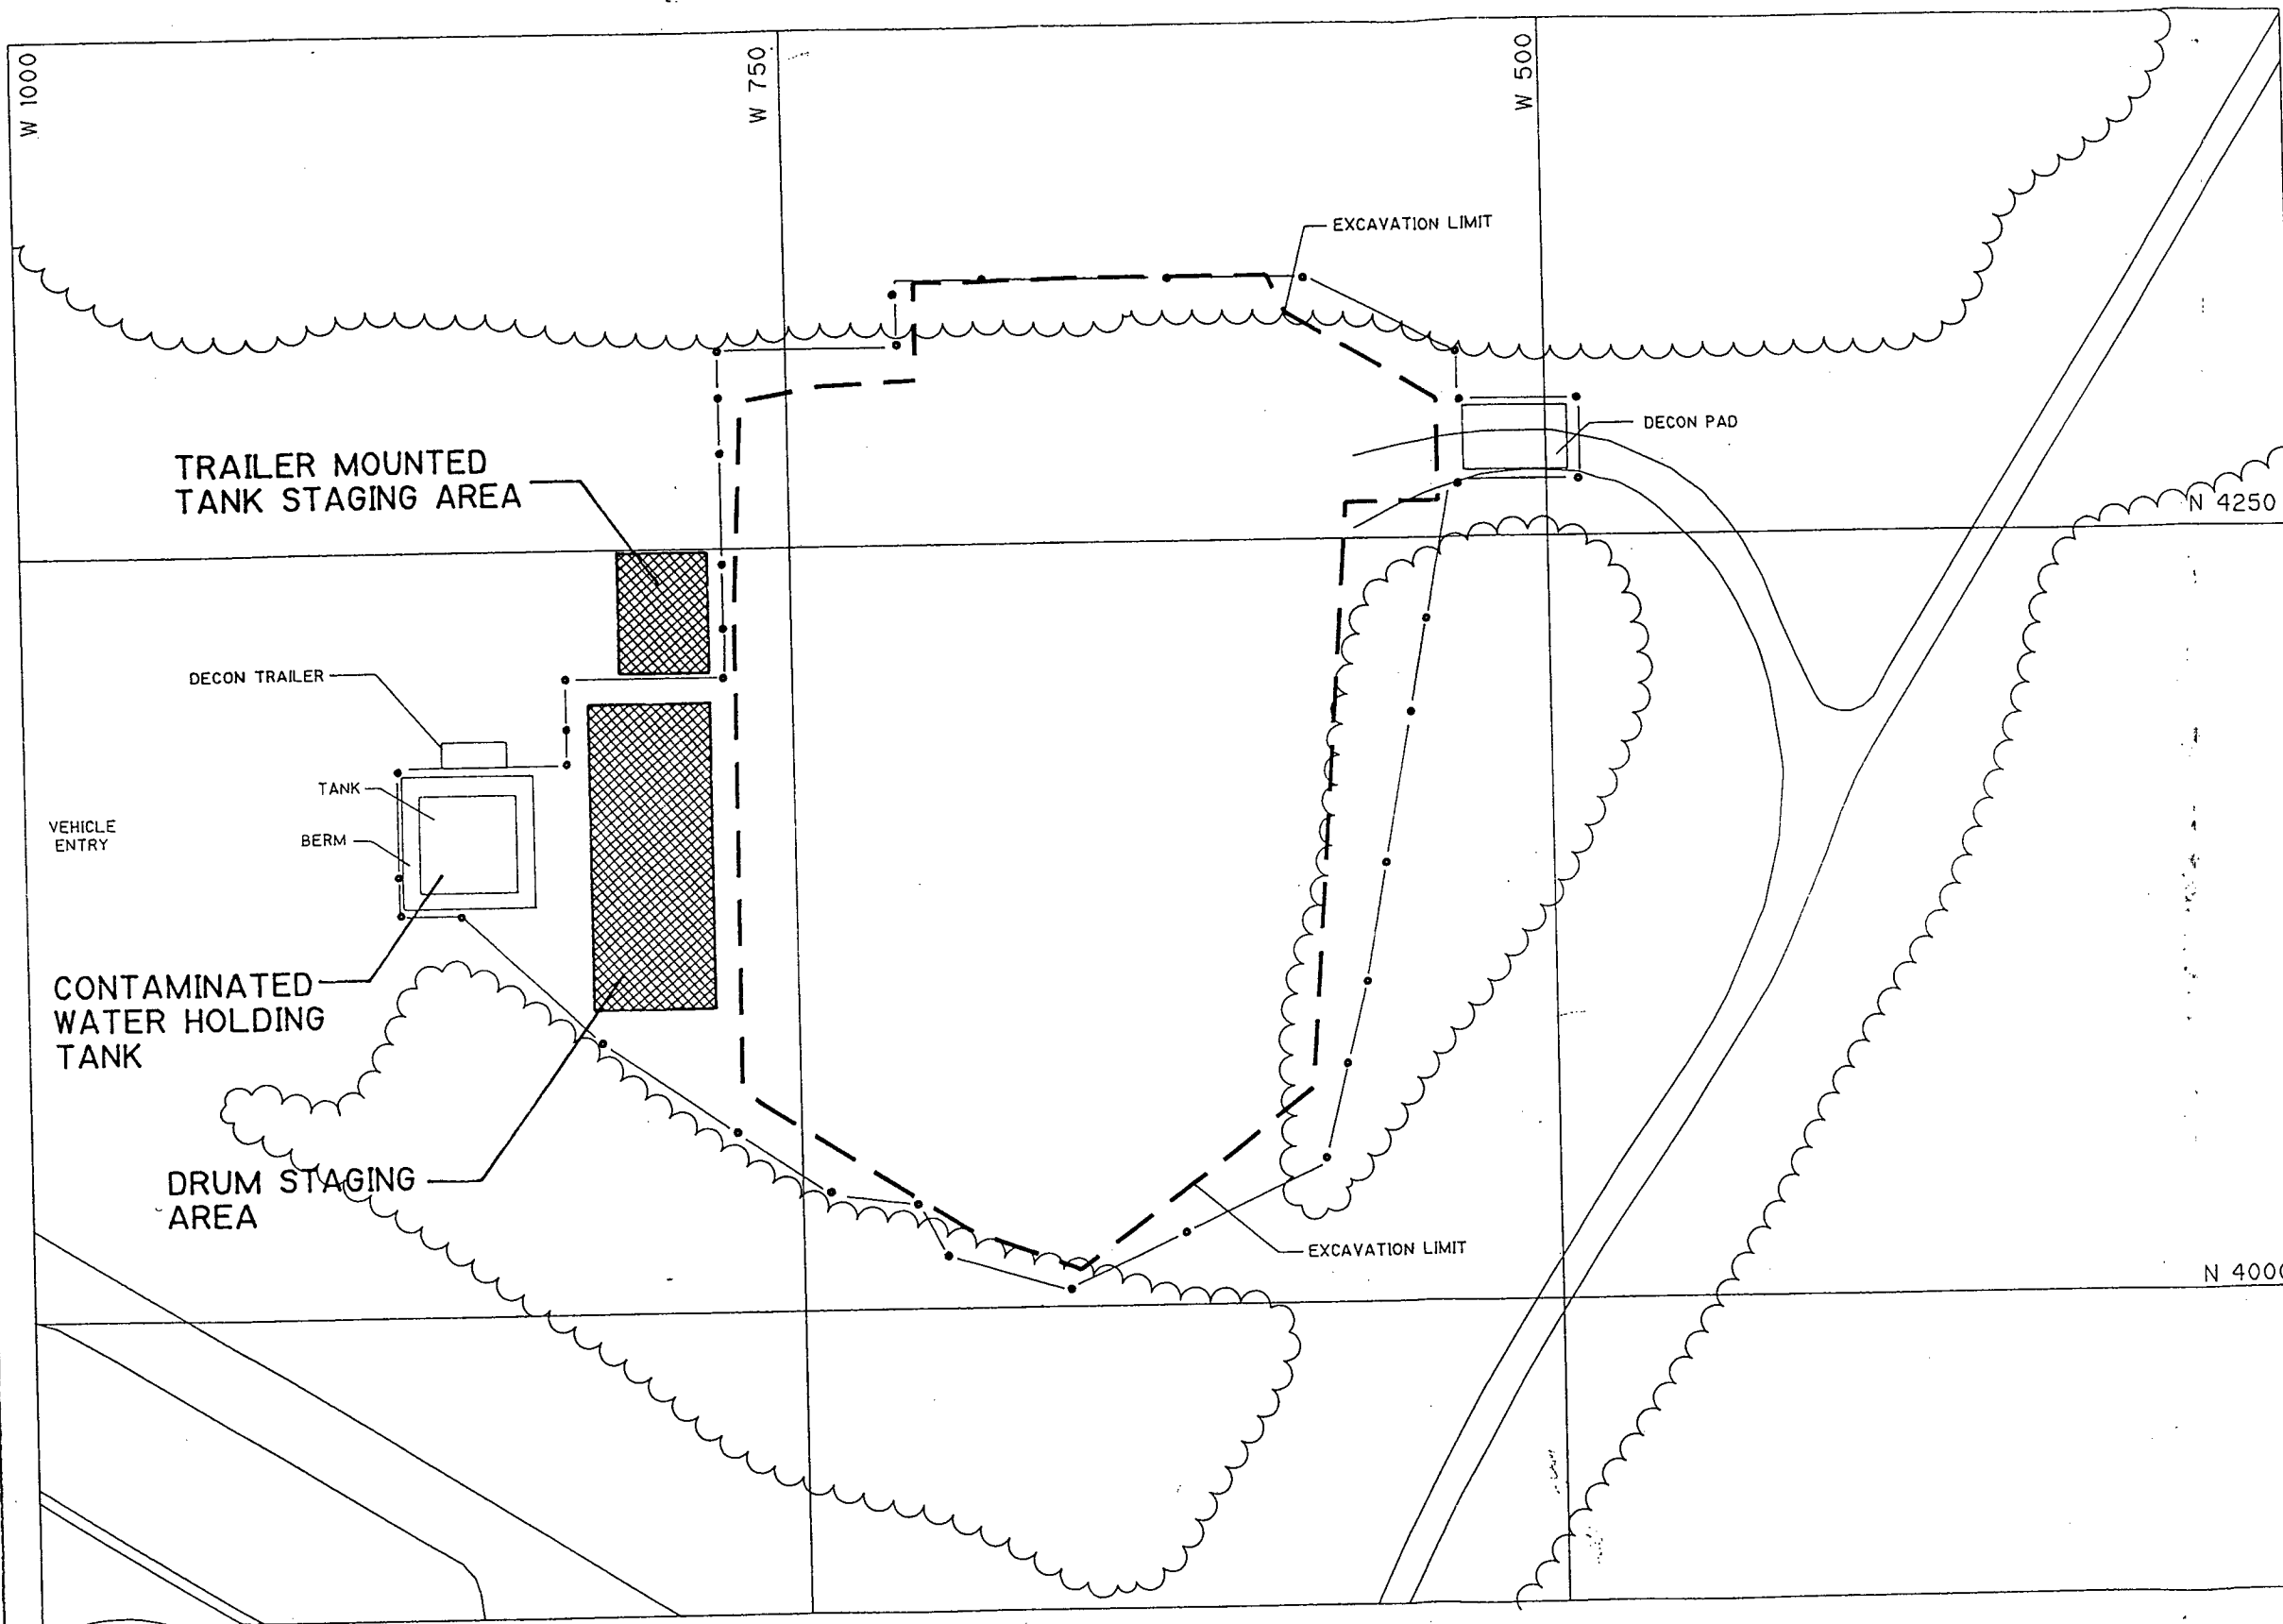 W 1000
W 750
W 500
EXCAVATION LIMIT
DECON PAD
TRAILER MOUNTED
TANK STAGING AREA
N 4250
DECON TRAILER
TANK
VEHICLE
ENTRY
BERM
CONTAMINATED
WATER HOLDING
TANK
DRUM STAGING
AREA
EXCAVATION LIMIT
N 4000